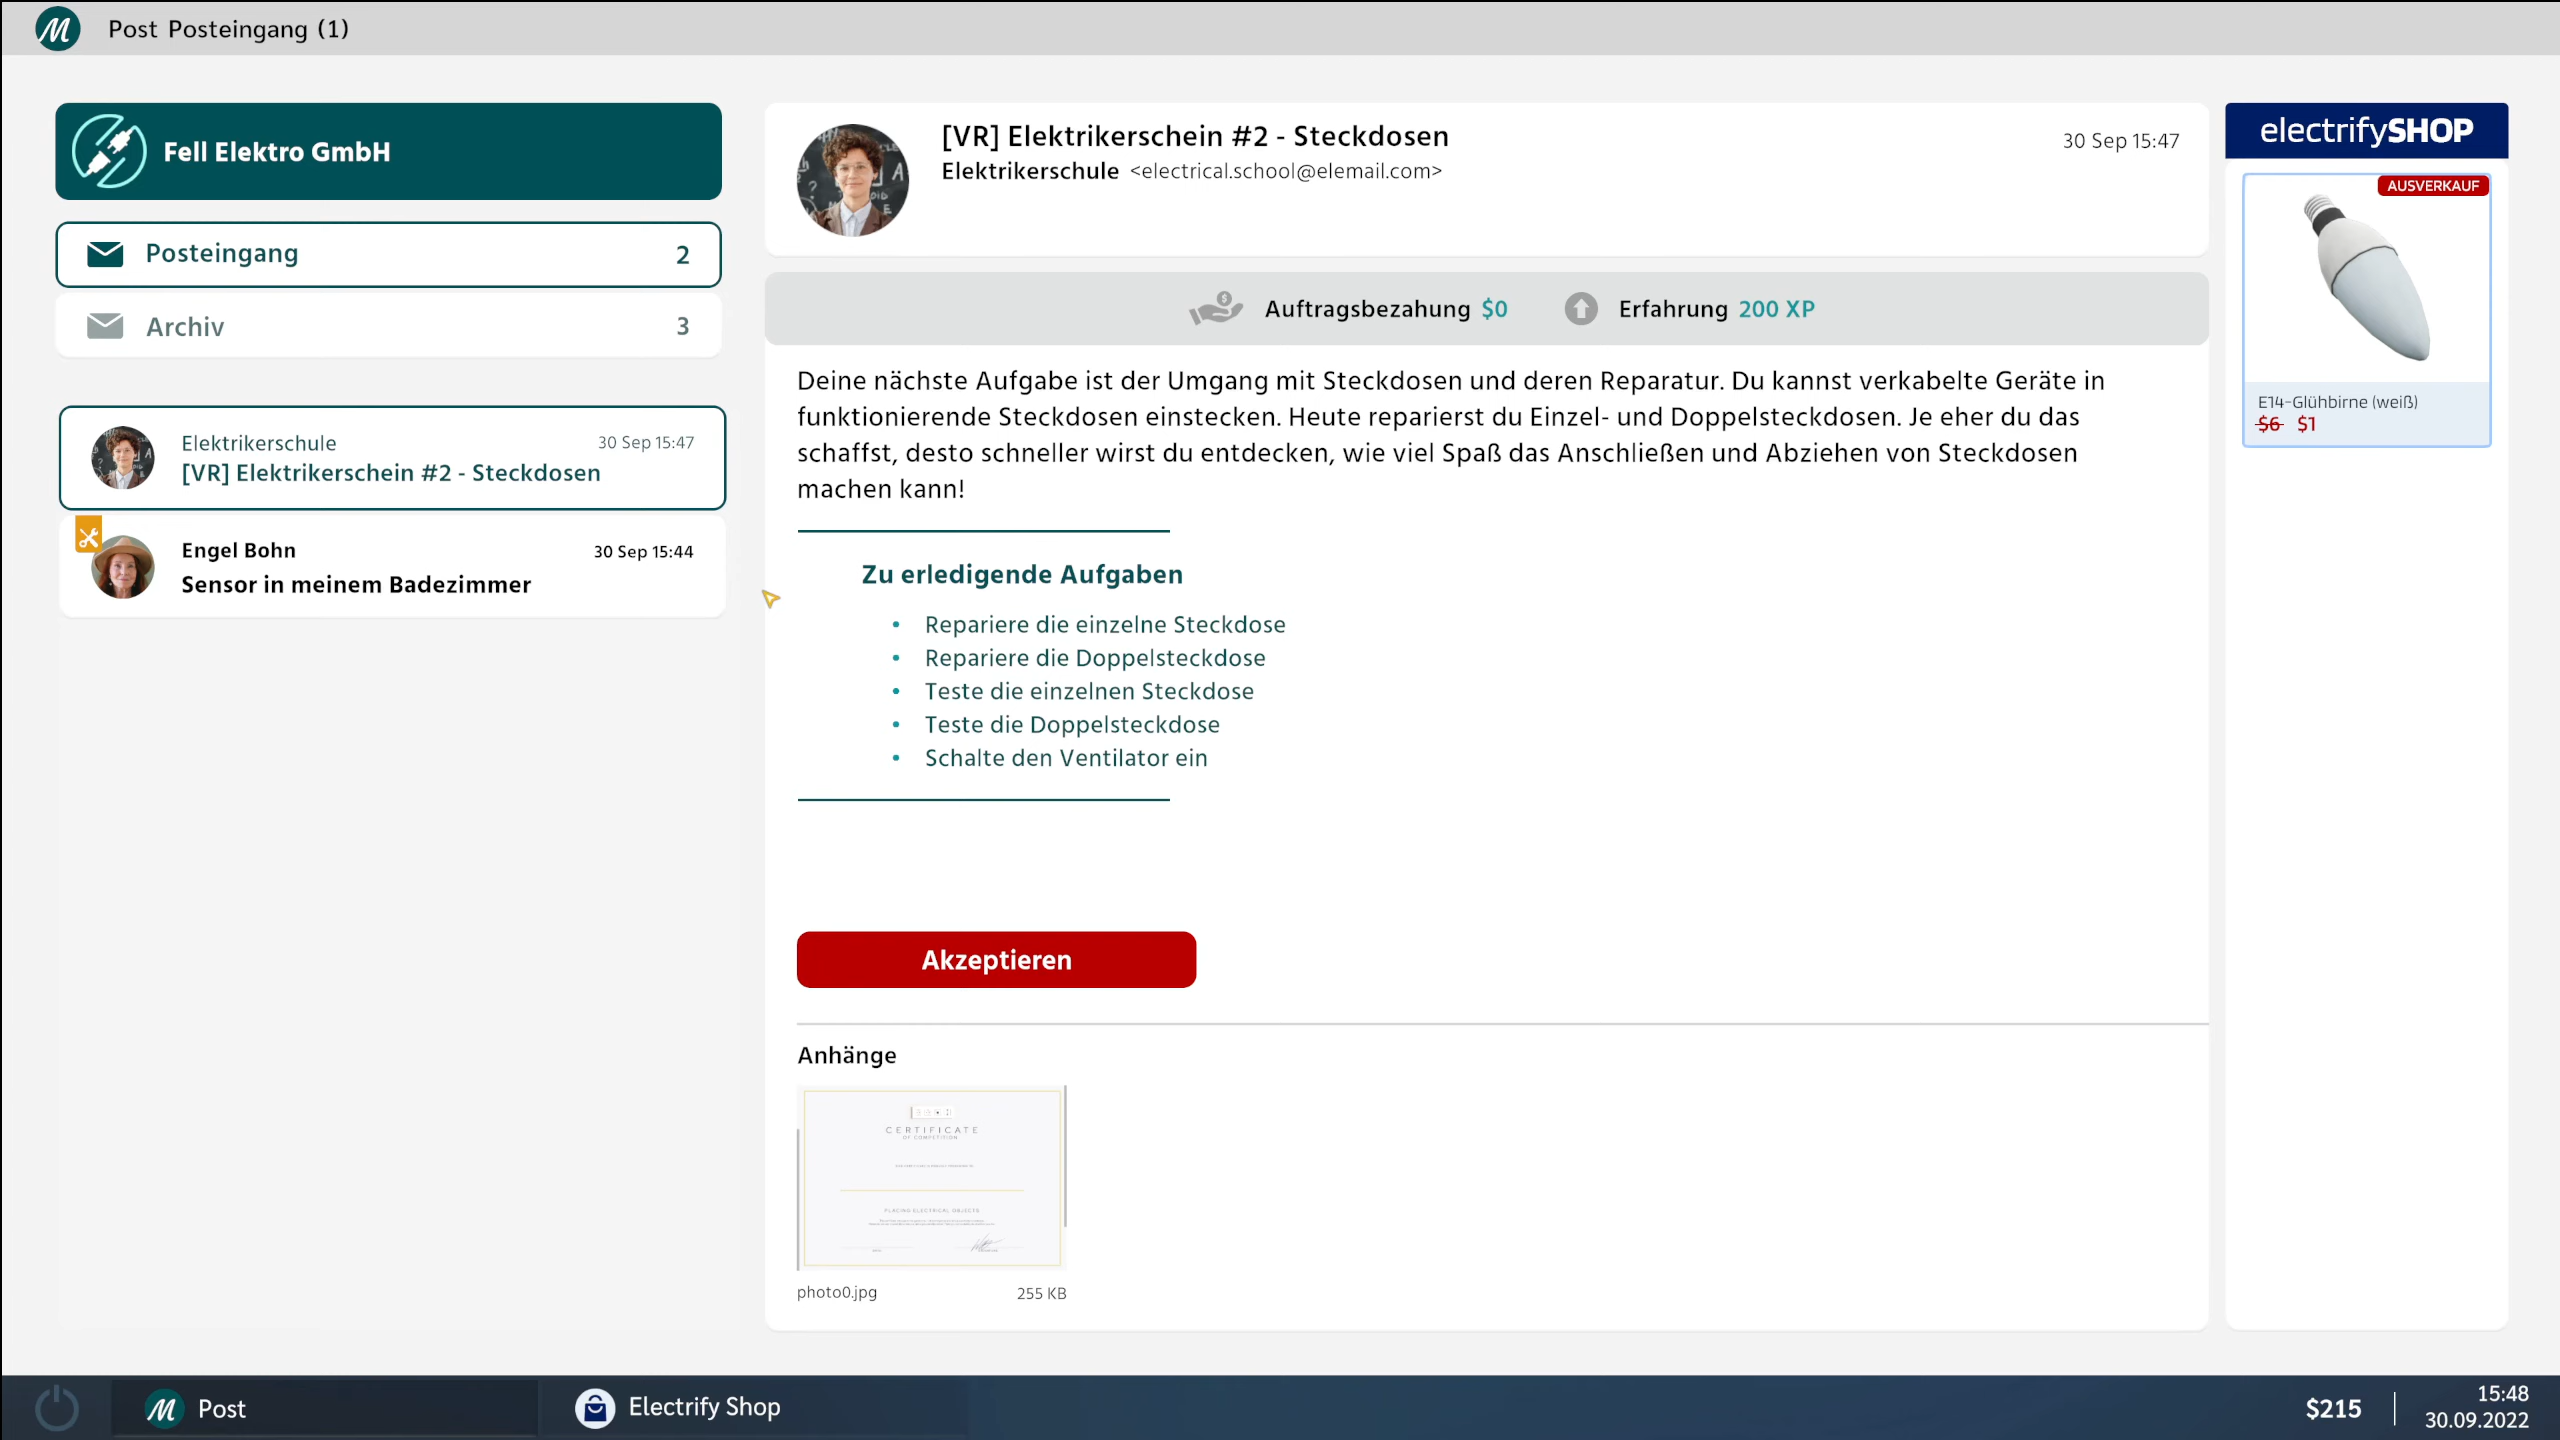 Post Posteingang (1)
Fell Elektro GmbH
Posteingang 2
Archiv 3
Elektrikerschule 30 Sep 15:47
[VR] Elektrikerschein #2 - Steckdosen
Engel Bohn 30 Sep 15:44
Sensor in meinem Badezimmer
[VR] Elektrikerschein #2 - Steckdosen 30 Sep 15:47
Elektrikerschule <electrical.school@elemail.com>
Auftragsbezahung $0 Erfahrung 200 XP
Deine nächste Aufgabe ist der Umgang mit Steckdosen und deren Reparatur. Du kannst verkabelte Geräte in
funktionierende Steckdosen einstecken. Heute reparierst du Einzel- und Doppelsteckdosen. Je eher du das
schaffst, desto schneller wirst du entdecken, wie viel Spaß das Anschließen und Abziehen von Steckdosen
machen kann!
Zu erledigende Aufgaben
• Repariere die einzelne Steckdose
• Repariere die Doppelsteckdose
• Teste die einzelnen Steckdose
• Teste die Doppelsteckdose
• Schalte den Ventilator ein
Akzeptieren
Anhänge
CERTIFICATE
OF COMPETITION
PLACING ELECTRICAL OBJECTS
photo0.jpg 255 KB
electrifySHOP
AUSVERKAUF
E14-Glühbirne (weiß)
$6 $1
Post
Electrify Shop
$215
15:48
30.09.2022